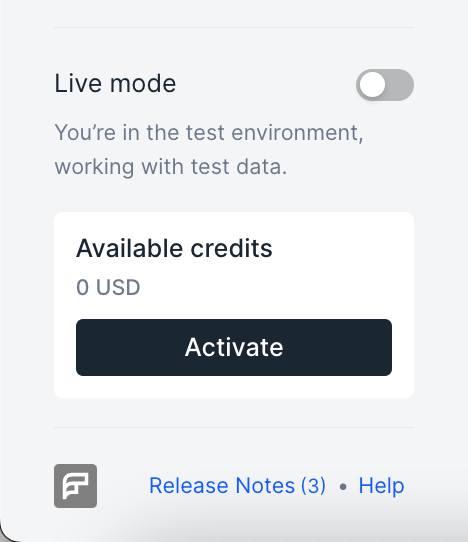 Live mode
You’re in the test environment,
working with test data.
Available credits
0 USD
Activate
Release Notes (3) • Help